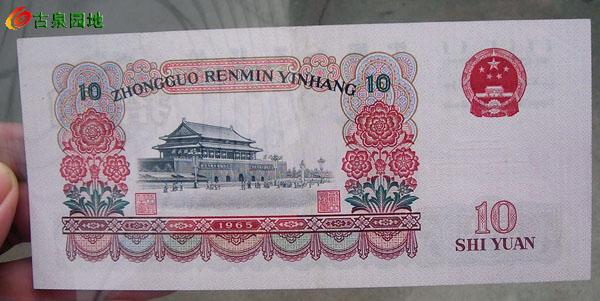 古泉园地
ZHONGGUO RENMIN YINHANG
10
10
1965
10
SHI YUAN